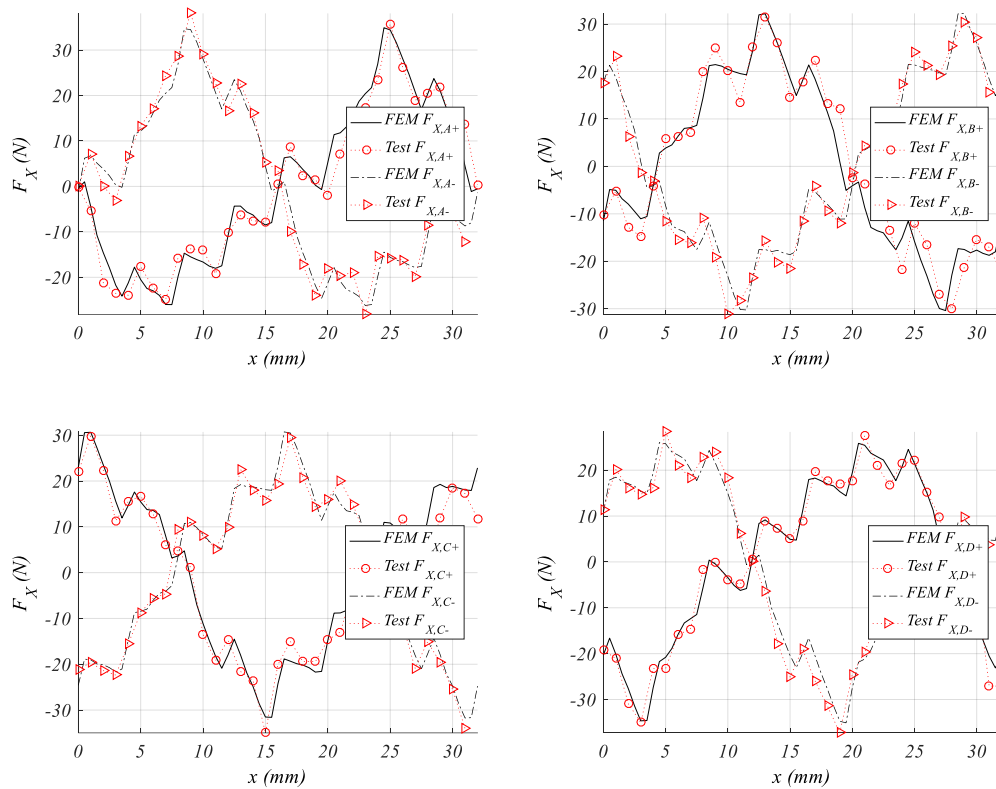 30
20
10
0
-10
-20
F_X (N)
0 5 10 15 20 25 30
x (mm)
FEM F_X,A+
Test F_X,A+
FEM F_X,A-
Test F_X,A-
30
20
10
0
-10
-20
-30
F_X (N)
0 5 10 15 20 25 30
x (mm)
FEM F_X,B+
Test F_X,B+
FEM F_X,B-
Test F_X,B-
30
20
10
0
-10
-20
-30
F_X (N)
0 5 10 15 20 25 30
x (mm)
FEM F_X,C+
Test F_X,C+
FEM F_X,C-
Test F_X,C-
20
10
0
-10
-20
-30
F_X (N)
0 5 10 15 20 25 30
x (mm)
FEM F_X,D+
Test F_X,D+
FEM F_X,D-
Test F_X,D-